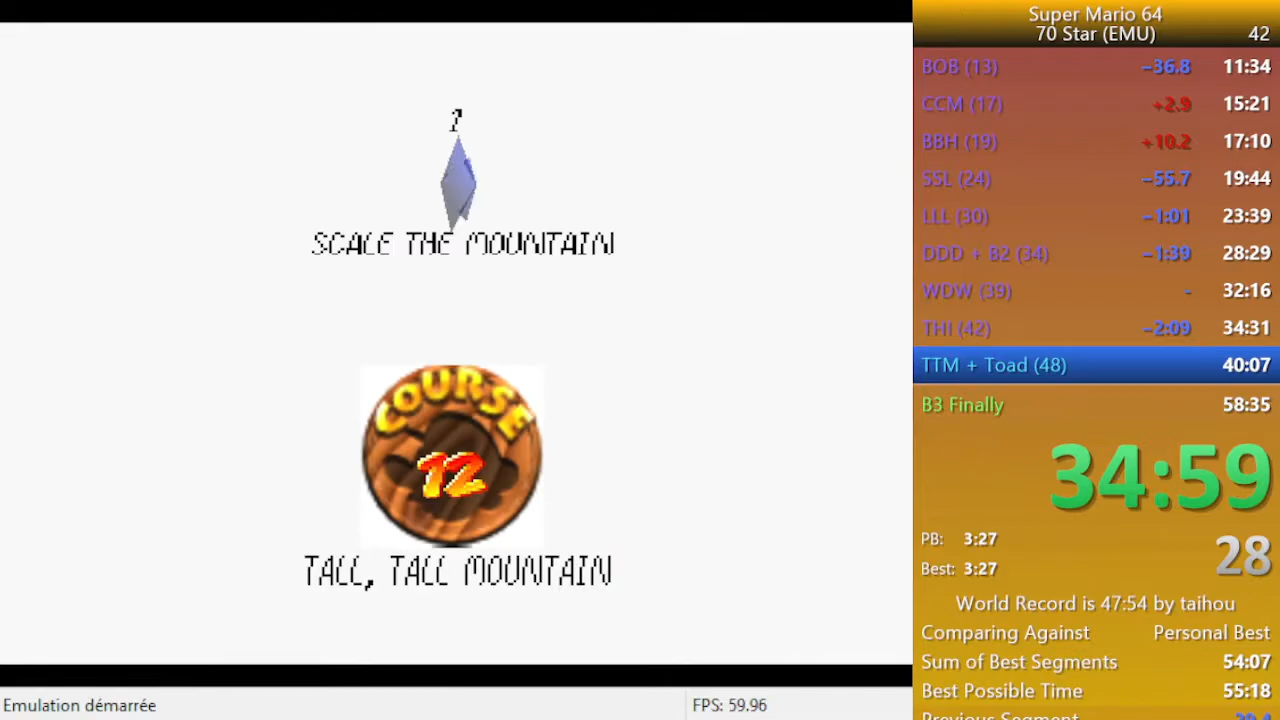 ?
SCALE THE MOUNTAIN
COURSE
12
TALL, TALL MOUNTAIN
Emulation démarrée
FPS: 59.96
Super Mario 64
70 Star (EMU) 42
BOB (13) −36.8 11:34
CCM (17) +2.9 15:21
BBH (19) +10.2 17:10
SSL (24) −55.7 19:44
LLL (30) −1:01 23:39
DDD + B2 (34) −1:39 28:29
WDW (39) - 32:16
THI (42) −2:09 34:31
TTM + Toad (48) 40:07
B3 Finally 58:35
34:59
PB: 3:27
Best: 3:27
28
World Record is 47:54 by taihou
Comparing Against Personal Best
Sum of Best Segments 54:07
Best Possible Time 55:18
Previous Segment